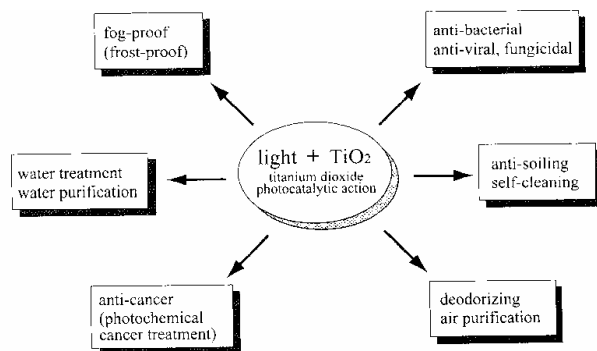 fog-proof
(frost-proof)
anti-bacterial
anti-viral, fungicidal
light + TiO₂
titanium dioxide
photocatalytic action
water treatment
water purification
anti-soiling
self-cleaning
anti-cancer
(photochemical
cancer treatment)
deodorizing
air purification